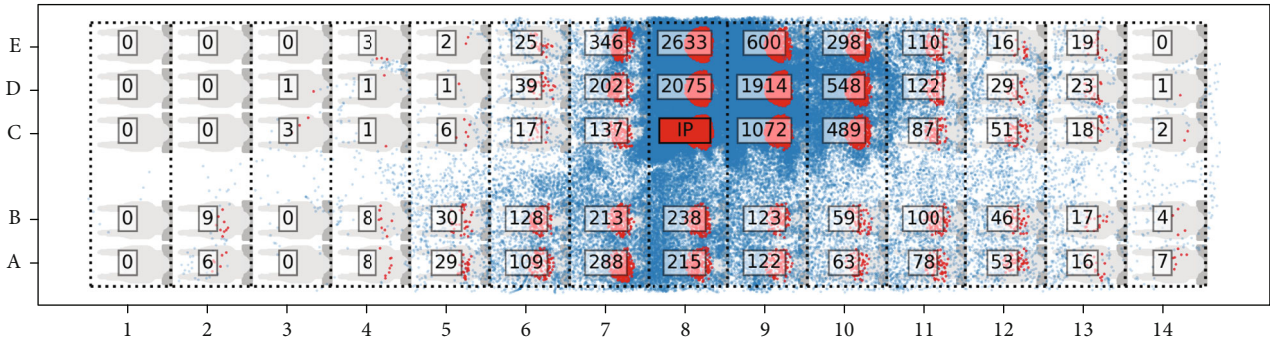 E 0 0 0 3 2 25 346 2633 600 298 110 16 19 0
D 0 0 1 1 1 39 202 2075 1914 548 122 29 23 1
C 0 0 3 1 6 17 137 IP 1072 489 87 51 18 2
B 0 9 0 8 30 128 213 238 123 59 100 46 17 4
A 0 6 0 8 29 109 288 215 122 63 78 53 16 7
1 2 3 4 5 6 7 8 9 10 11 12 13 14